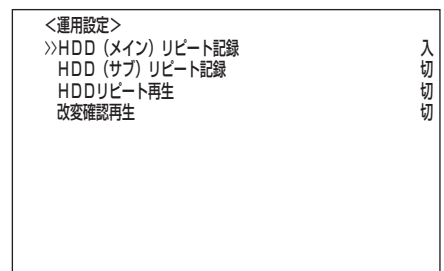 ＜運用設定＞
»ＨＤＤ（メイン）リピート記録 入
ＨＤＤ（サブ）リピート記録 切
ＨＤＤリピート再生 切
改変確認再生 切